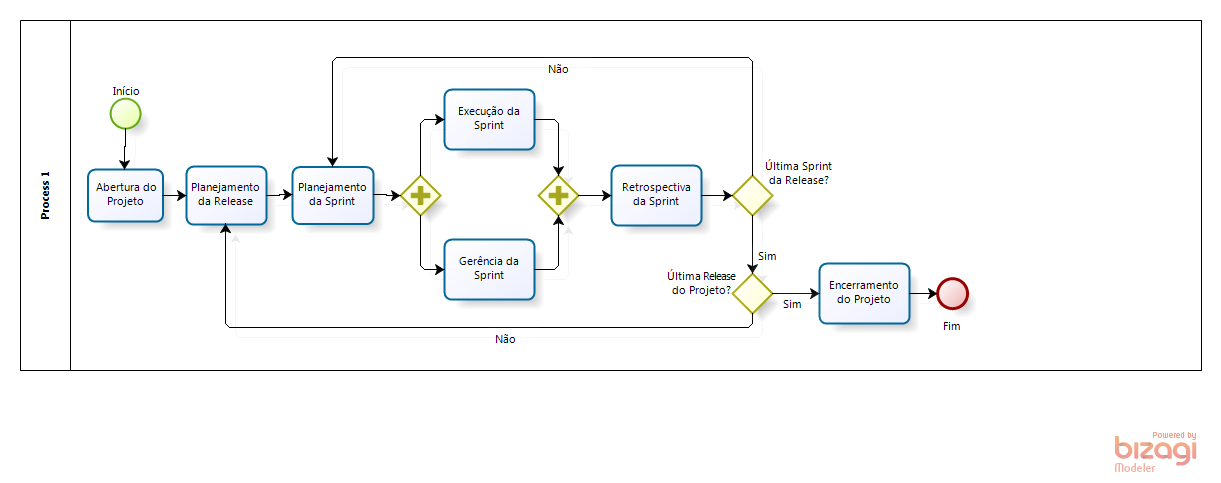 Process 1
Início
Abertura do
Projeto
Planejamento
da Release
Planejamento
da Sprint
Não
Execução da
Sprint
Gerência da
Sprint
Retrospectiva
da Sprint
Última Sprint
da Release?
Sim
Última Release
do Projeto?
Sim
Não
Encerramento
do Projeto
Fim
Powered by
bizagi
Modeler